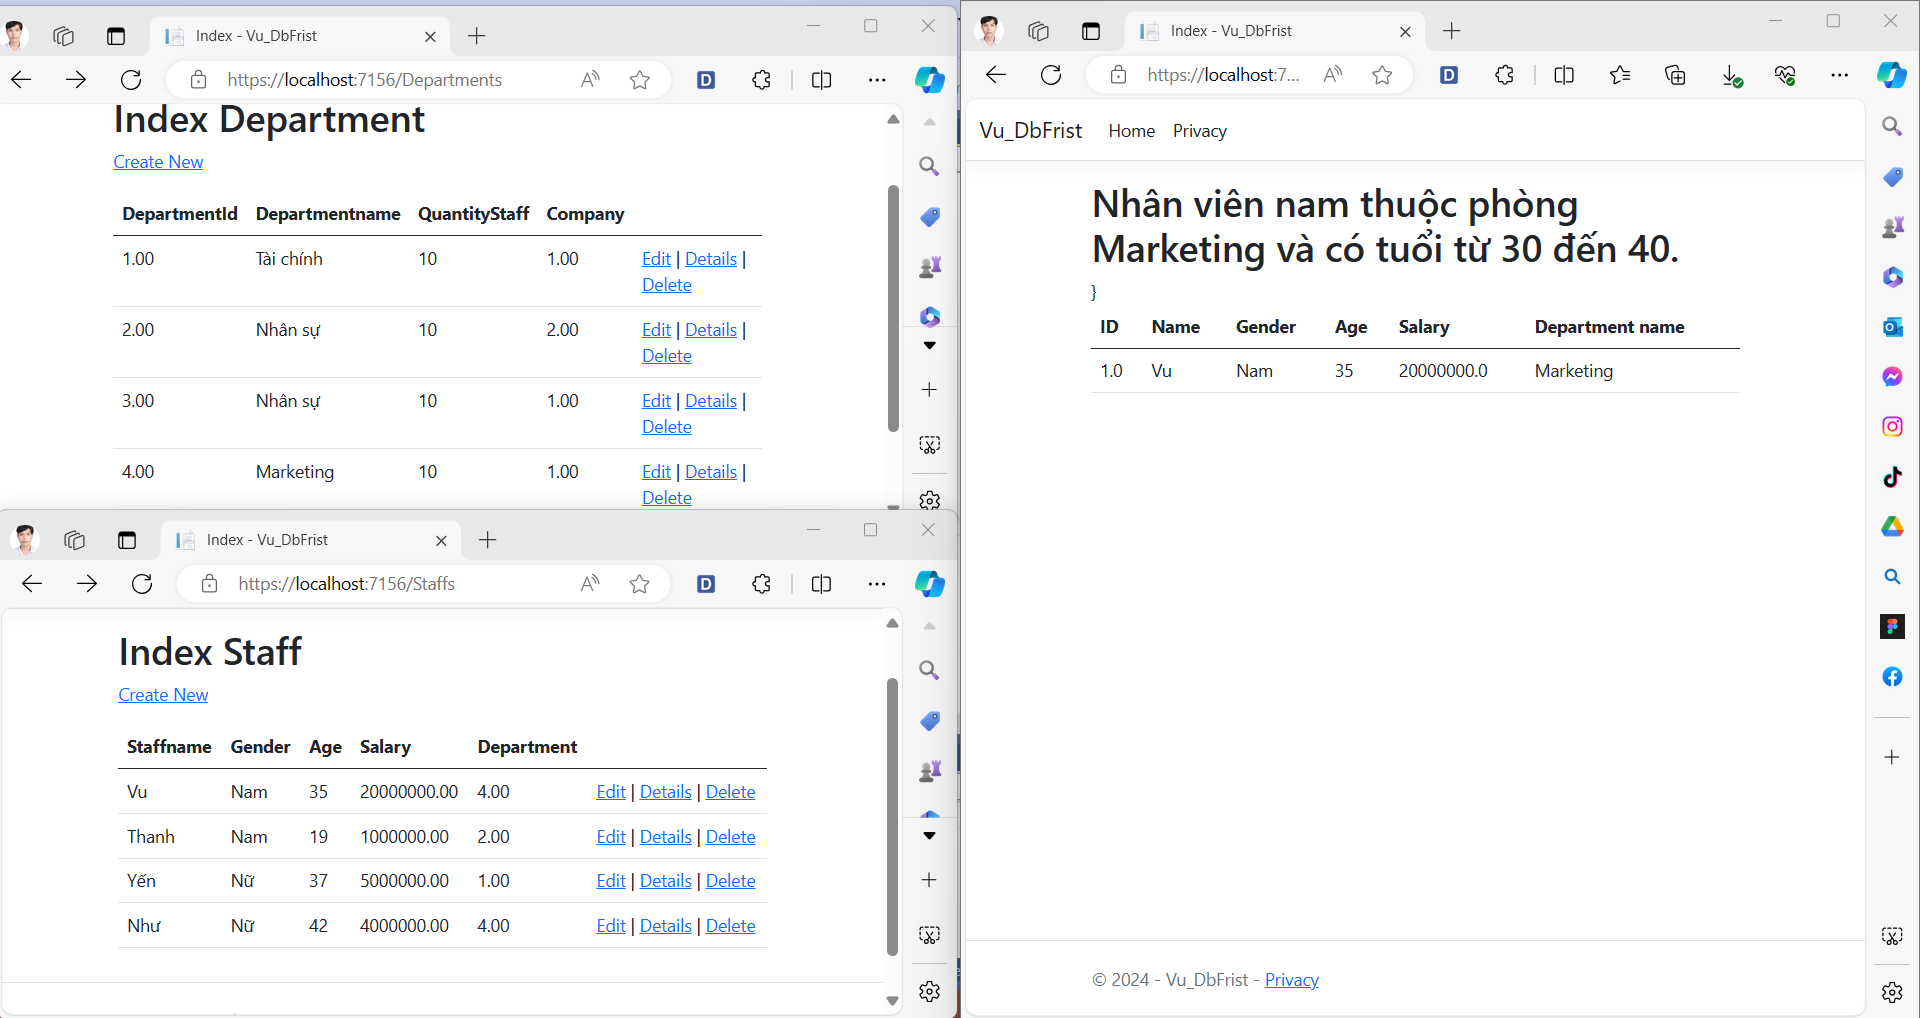 Index - Vu_DbFrist
https://localhost:7156/Departments
Index Department
Create New
DepartmentId Departmentname QuantityStaff Company
1.00 Tài chính 10 1.00 Edit | Details |
Delete
2.00 Nhân sự 10 2.00 Edit | Details |
Delete
3.00 Nhân sự 10 1.00 Edit | Details |
Delete
4.00 Marketing 10 1.00 Edit | Details |
Delete
Index - Vu_DbFrist
https://localhost:7156/Staffs
Index Staff
Create New
Staffname Gender Age Salary Department
Vu Nam 35 20000000.00 4.00 Edit | Details | Delete
Thanh Nam 19 1000000.00 2.00 Edit | Details | Delete
Yến Nữ 37 5000000.00 1.00 Edit | Details | Delete
Như Nữ 42 4000000.00 4.00 Edit | Details | Delete
Index - Vu_DbFrist
https://localhost:7...
Vu_DbFrist Home Privacy
Nhân viên nam thuộc phòng
Marketing và có tuổi từ 30 đến 40.
}
ID Name Gender Age Salary Department name
1.0 Vu Nam 35 20000000.0 Marketing
© 2024 - Vu_DbFrist - Privacy